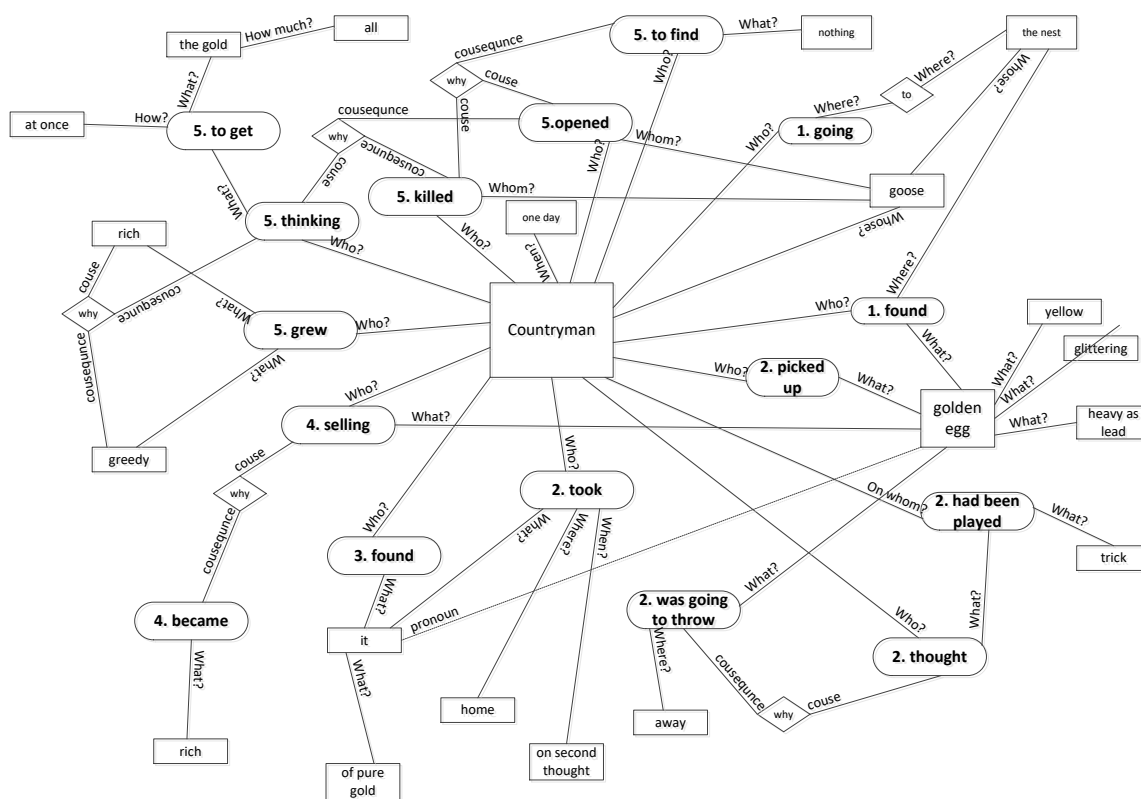 cousequnce
5. to find
What?
nothing
the nest
all
How much?
the gold
What?
why
couse
Who?
Where?
Whose?
to
at once
How?
5. to get
cousequnce
couse
5.opened
Where?
1. going
why
Whom?
Who?
Who?
What?
couse
cousequnce
5. killed
Whom?
goose
5. thinking
one day
Whose?
rich
Who?
Who?
When?
couse
why
cousequnce
What?
Countryman
Where?
5. grew
Who?
Who?
1. found
yellow
cousequnce
What?
What?
glittering
Who?
2. picked up
What?
What?
What?
Who?
4. selling
What?
golden
egg
What?
heavy as
lead
greedy
couse
why
Who?
2. took
On whom?
2. had been
played
What?
cousequnce
Who?
What?
Where?
When?
trick
3. found
What?
pronoun
What?
2. was going
to throw
What?
4. became
it
Who?
2. thought
What?
What?
Where?
cousequnce
couse
why
home
away
rich
on second
thought
of pure
gold